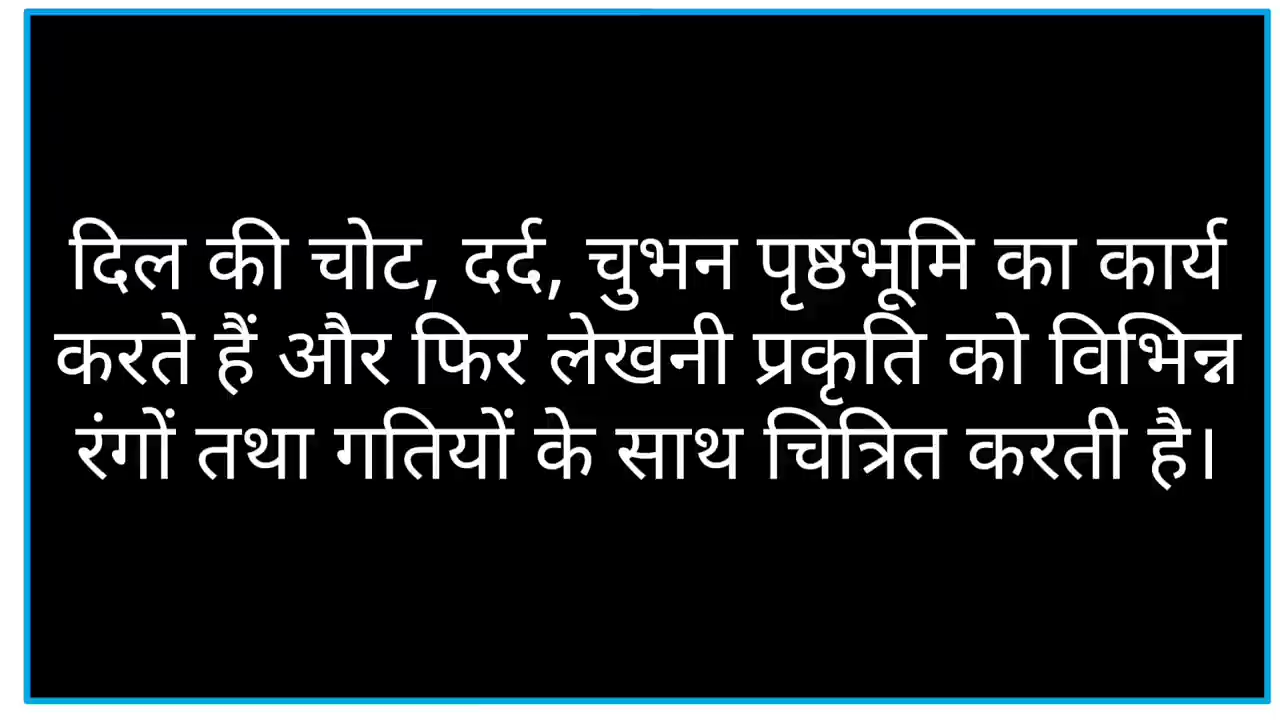 दिल की चोट, दर्द, चुभन पृष्ठभूमि का कार्य
करते हैं और फिर लेखनी प्रकृति को विभिन्न
रंगों तथा गतियों के साथ चित्रित करती है।